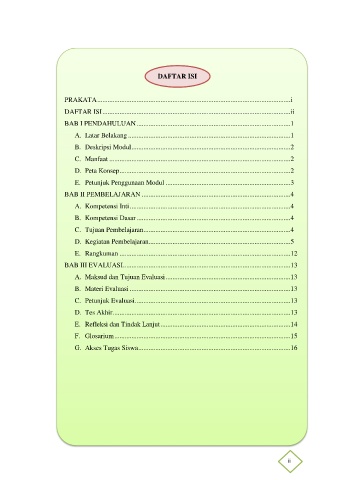 DAFTAR ISI
PRAKATA....................................................................................i
DAFTAR ISI.................................................................................ii
BAB I PENDAHULUAN.....................................................................1
A. Latar Belakang.......................................................................1
B. Deskripsi Modul.....................................................................2
C. Manfaat................................................................................2
D. Peta Konsep..........................................................................2
E. Petunjuk Penggunaan Modul.....................................................3
BAB II PEMBELAJARAN..................................................................4
A. Kompetensi Inti......................................................................4
B. Kompetensi Dasar...................................................................4
C. Tujuan Pembelajaran...............................................................4
D. Kegiatan Pembelajaran.............................................................5
E. Rangkuman..........................................................................12
BAB III EVALUASI.........................................................................13
A. Maksud dan Tujuan Evaluasi.....................................................13
B. Materi Evaluasi......................................................................13
C. Petunjuk Evaluasi...................................................................13
D. Tes Akhir.............................................................................13
E. Refleksi dan Tindak Lanjut.......................................................14
F. Glosarium.............................................................................15
G. Akses Tugas Siswa.................................................................16
ii